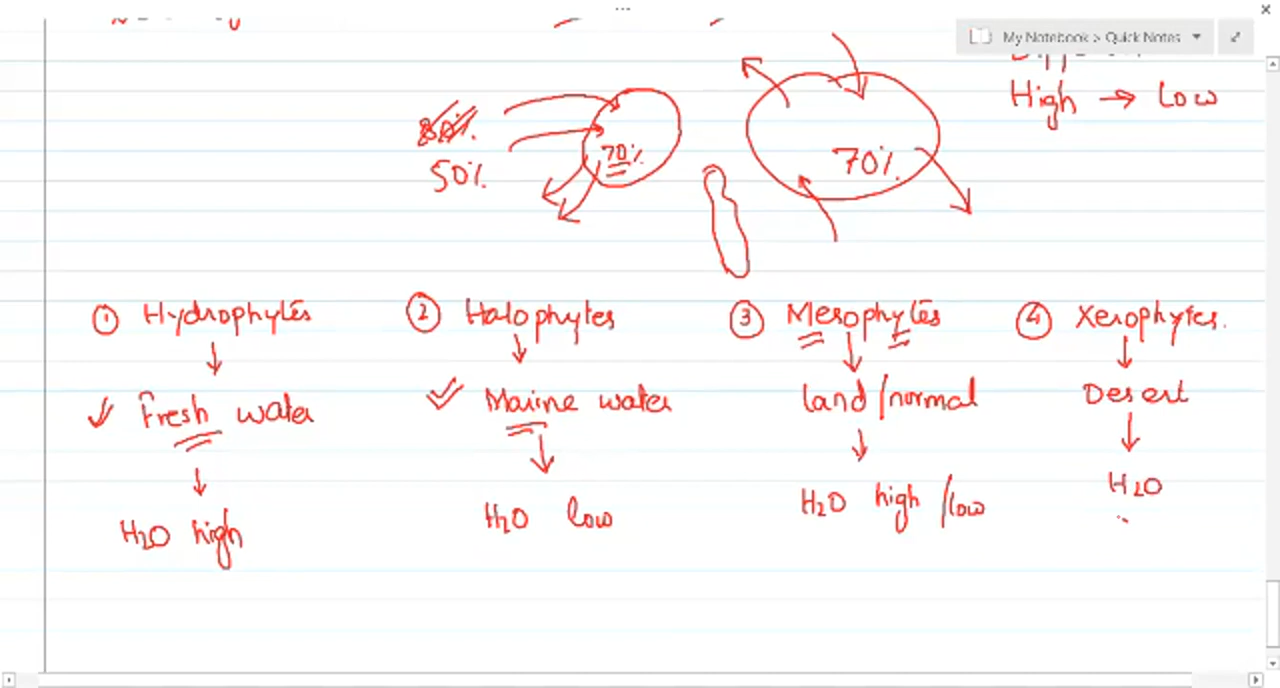 My Notebook > Quick Notes
High → Low
80%.
50%.
70%
70%.
① Hydrophytes ② Halophytes ③ Mesophytes ④ Xerophytes.
Fresh water Marine water land/normal Desert
H2O high H2O low H2O high/low H2O